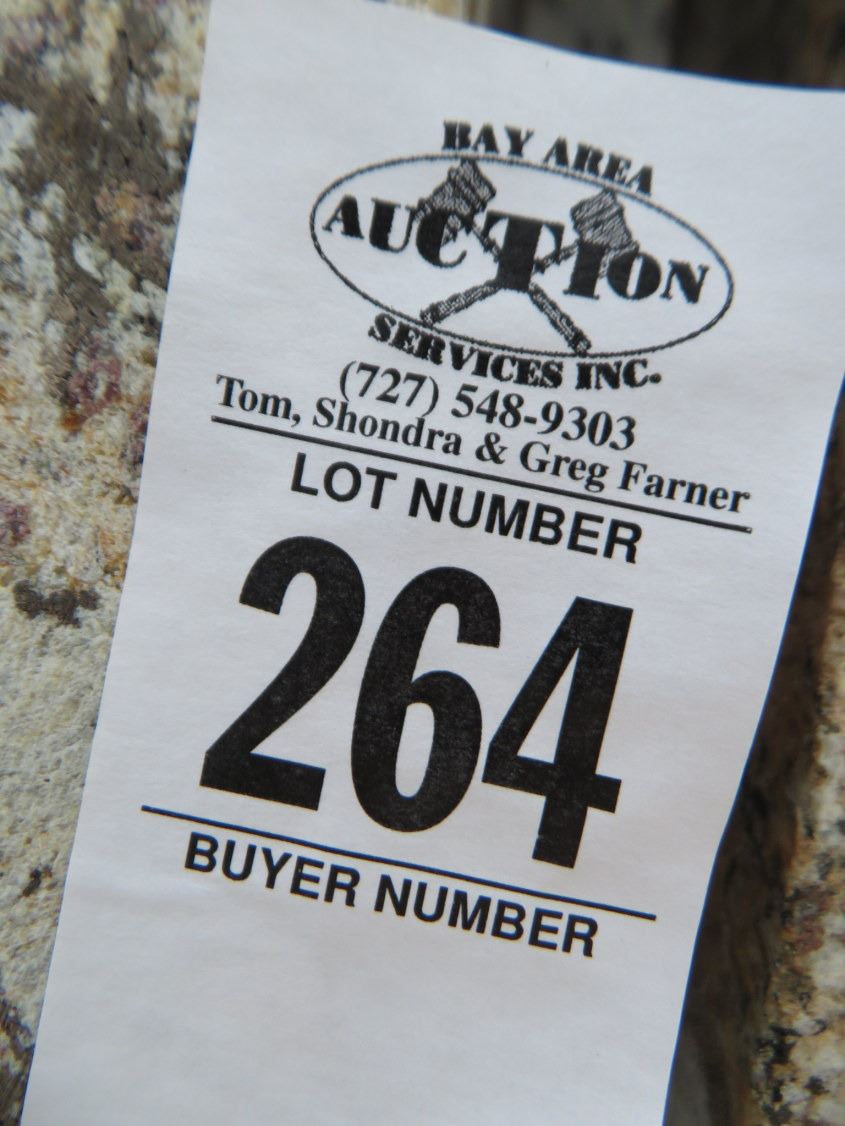 BAY AREA
AUCTION
SERVICES INC.
(727) 548-9303
Tom, Shondra & Greg Farner
LOT NUMBER
264
BUYER NUMBER